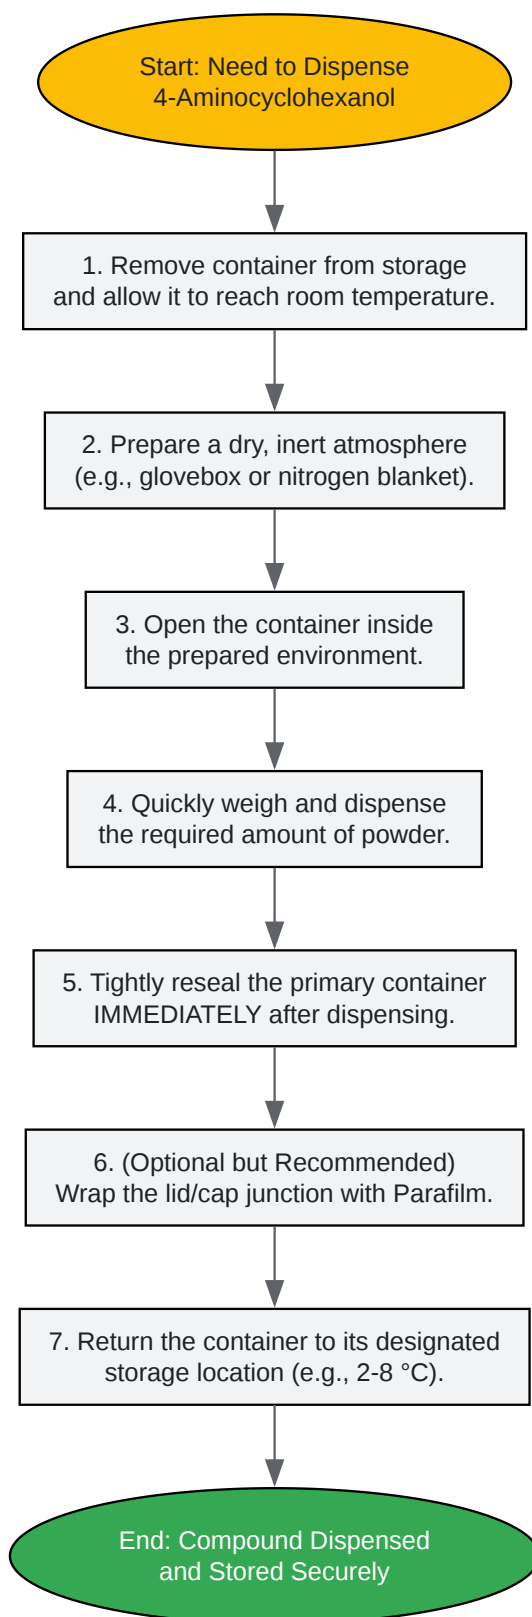 Start: Need to Dispense
4-Aminocyclohexanol
1. Remove container from storage
and allow it to reach room temperature.
2. Prepare a dry, inert atmosphere
(e.g., glovebox or nitrogen blanket).
3. Open the container inside
the prepared environment.
4. Quickly weigh and dispense
the required amount of powder.
5. Tightly reseal the primary container
IMMEDIATELY after dispensing.
6. (Optional but Recommended)
Wrap the lid/cap junction with Parafilm.
7. Return the container to its designated
storage location (e.g., 2-8 °C).
End: Compound Dispensed
and Stored Securely